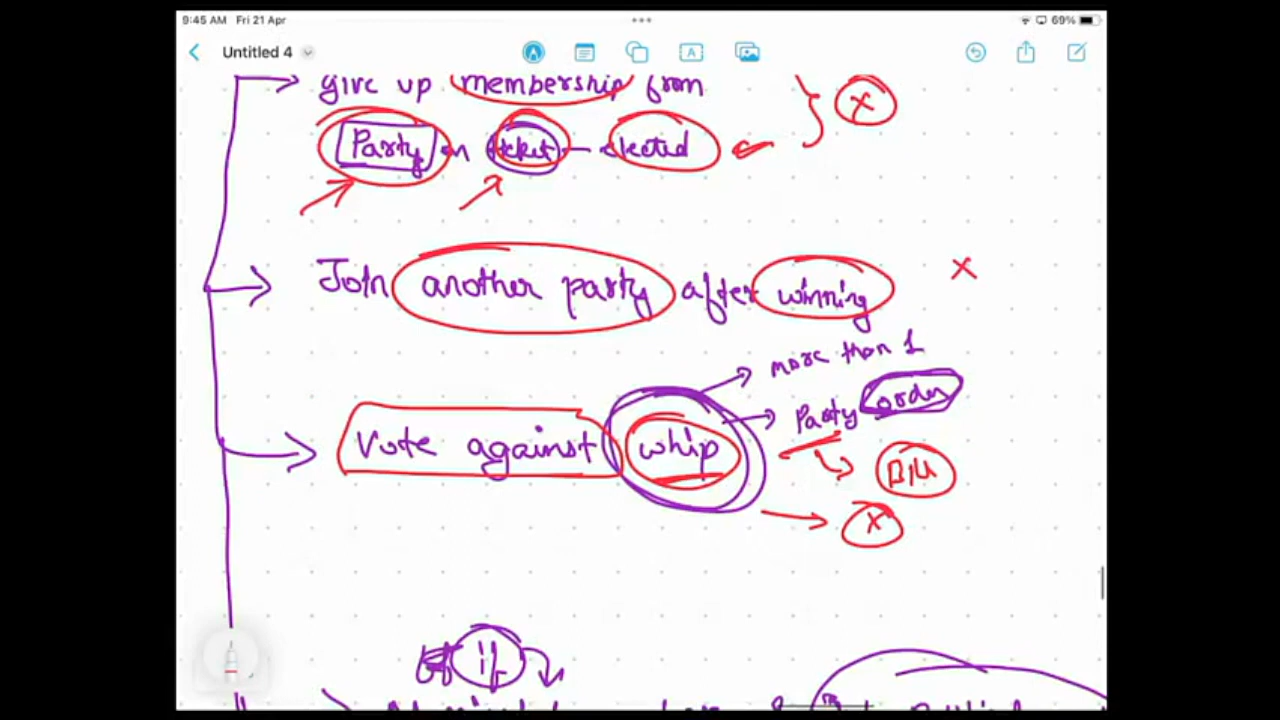 9:45 AM Fri 21 Apr
69%
Untitled 4
A
give up membership from
Party on ticket - elected
x
Join another party after winning
x
more than 1
Party order
Vote against whip
Bill
x
if